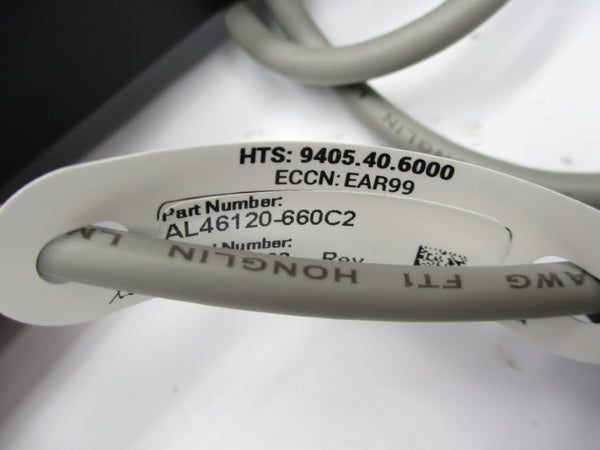 HTS: 9405.40.6000
ECCN: EAR99
Part Number:
AL46120-660C2
Number:
Rev
HONGLIN FT1 AWG
HONGLIN